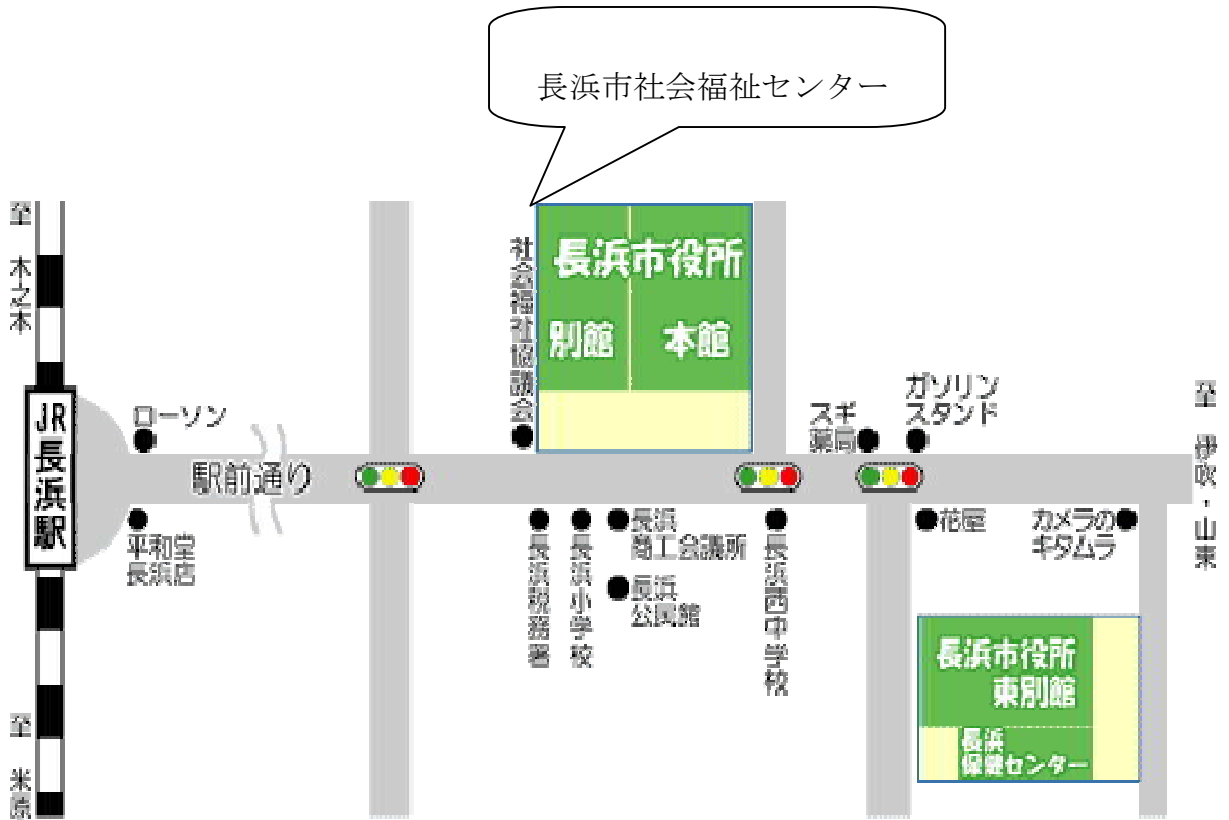 長浜市社会福祉センター
至 木之本
社会福祉協議会
長浜市役所
別館
本館
JR長浜駅
ローソン
駅前通り
スギ
薬局
ガソリン
スタンド
至 伊吹・山東
平和堂
長浜店
長浜税務署
長浜小学校
長浜
商工会議所
長浜
公民館
長浜西中学校
花屋
カメラの
キタムラ
長浜市役所
東別館
長浜
保健センター
至 米原